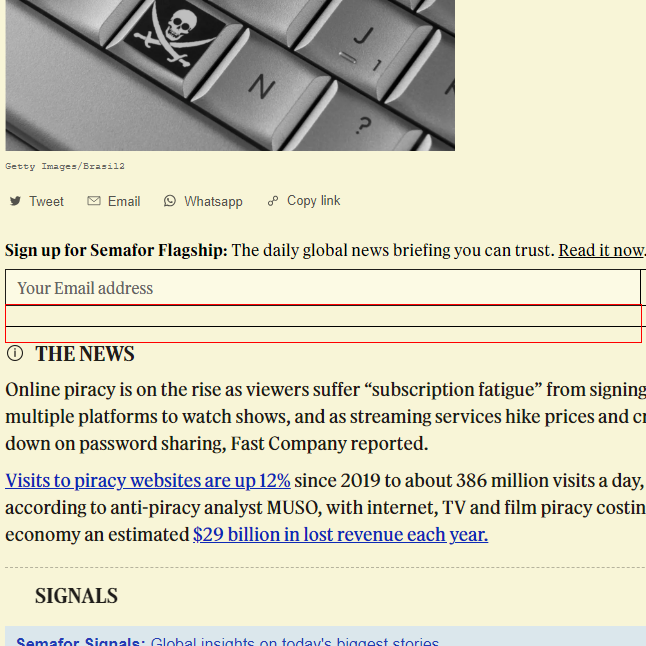 J
N
?
Getty Images/Brasil2
Tweet Email Whatsapp Copy link
Sign up for Semafor Flagship: The daily global news briefing you can trust. Read it now.
Your Email address
THE NEWS
Online piracy is on the rise as viewers suffer “subscription fatigue” from signing
multiple platforms to watch shows, and as streaming services hike prices and
down on password sharing, Fast Company reported.
Visits to piracy websites are up 12% since 2019 to about 386 million visits a day,
according to anti-piracy analyst MUSO, with internet, TV and film piracy
economy an estimated $29 billion in lost revenue each year.
SIGNALS
Semafor Signals: Global insights on today's biggest stories.